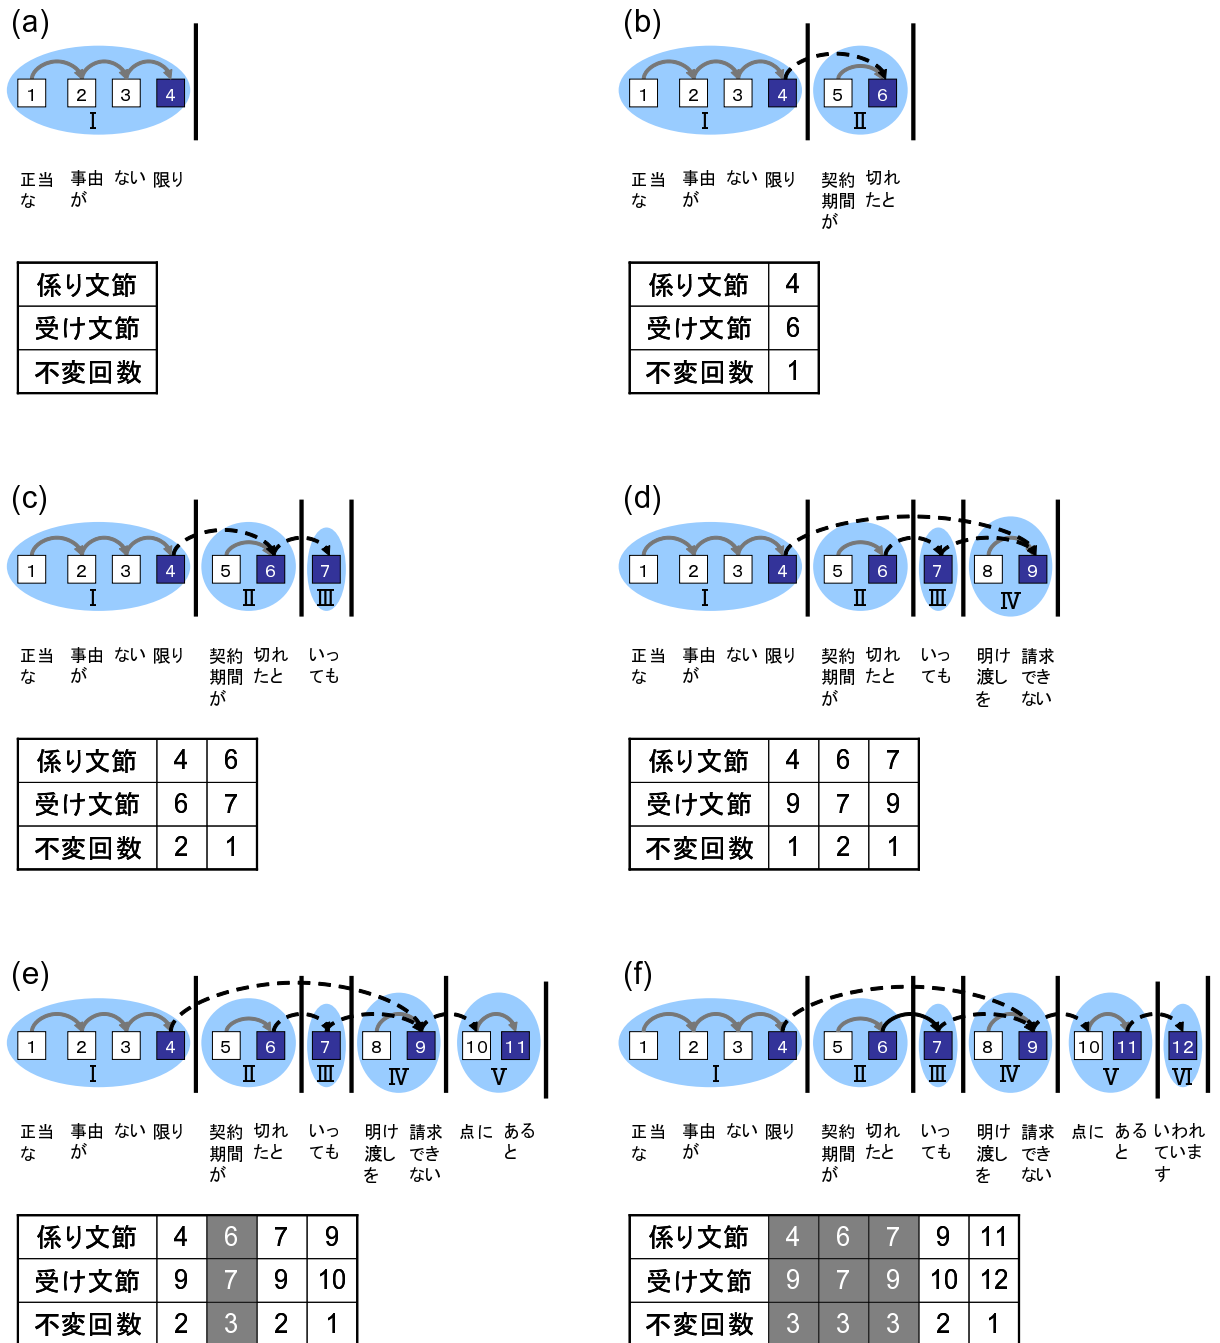 (a)
1 2 3 4
Ⅰ
正当 事由 ない 限り
な が
係り文節
受け文節
不変回数
(b)
1 2 3 4 5 6
Ⅰ Ⅱ
正当 事由 ない 限り 契約 切れ
な が 期間 たと
が
係り文節 4
受け文節 6
不変回数 1
(c)
1 2 3 4 5 6 7
Ⅰ Ⅱ Ⅲ
正当 事由 ない 限り 契約 切れ いっ
な が 期間 たと ても
が
係り文節 4 6
受け文節 6 7
不変回数 2 1
(d)
1 2 3 4 5 6 7 8 9
Ⅰ Ⅱ Ⅲ Ⅳ
正当 事由 ない 限り 契約 切れ いっ 明け 請求
な が 期間 たと ても 渡し でき
が を ない
係り文節 4 6 7
受け文節 9 7 9
不変回数 1 2 1
(e)
1 2 3 4 5 6 7 8 9 10 11
Ⅰ Ⅱ Ⅲ Ⅳ Ⅴ
正当 事由 ない 限り 契約 切れ いっ 明け 請求 点に ある
な が 期間 たと ても 渡し でき と
が を ない
係り文節 4 6 7 9
受け文節 9 7 9 10
不変回数 2 3 2 1
(f)
1 2 3 4 5 6 7 8 9 10 11 12
Ⅰ Ⅱ Ⅲ Ⅳ Ⅴ Ⅵ
正当 事由 ない 限り 契約 切れ いっ 明け 請求 点に ある いわれ
な が 期間 たと ても 渡し でき と ていま
が を ない す
係り文節 4 6 7 9 11
受け文節 9 7 9 10 12
不変回数 3 3 3 2 1